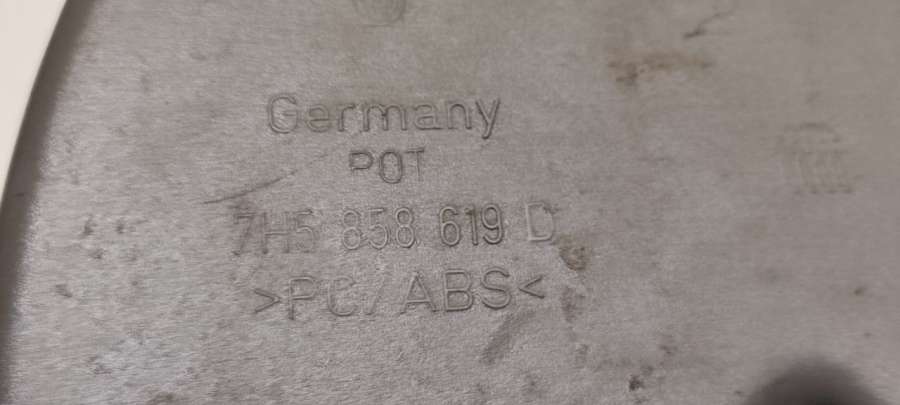 Germany
POT
7H5 858 619 D
>PC/ABS<